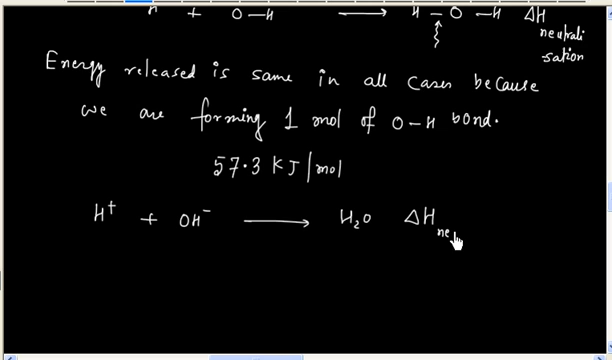 H + O — H ⟶ H — O — H ΔH
neutrali
sation
Energy released is same in all cases because
we are forming 1 mol of O — H bond.
57.3 KJ/mol
H⁺ + OH⁻ ⟶ H₂O ΔH ne